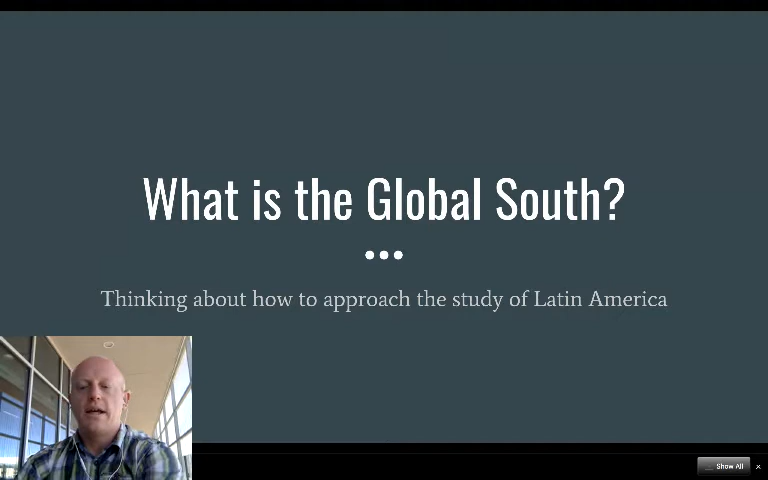 What is the Global South?
Thinking about how to approach the study of Latin America
Show All